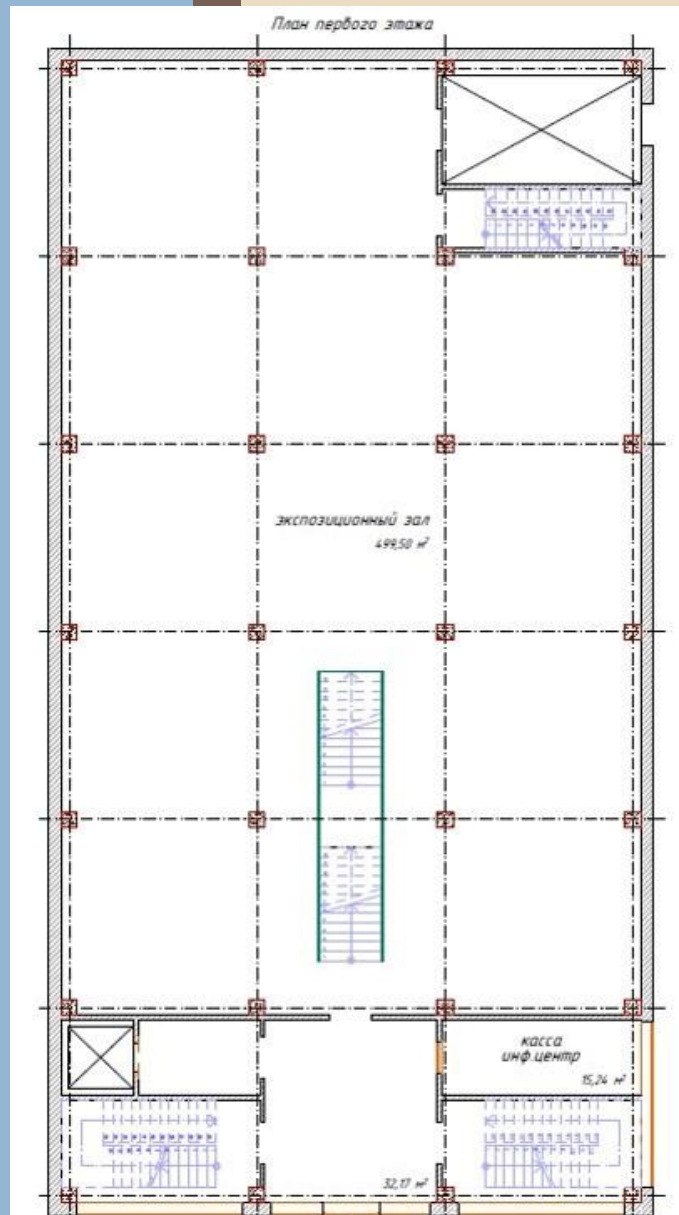 План первого этажа
экспозиционный зал
499,50 м²
касса
инф.центр
15,24 м²
32,17 м²